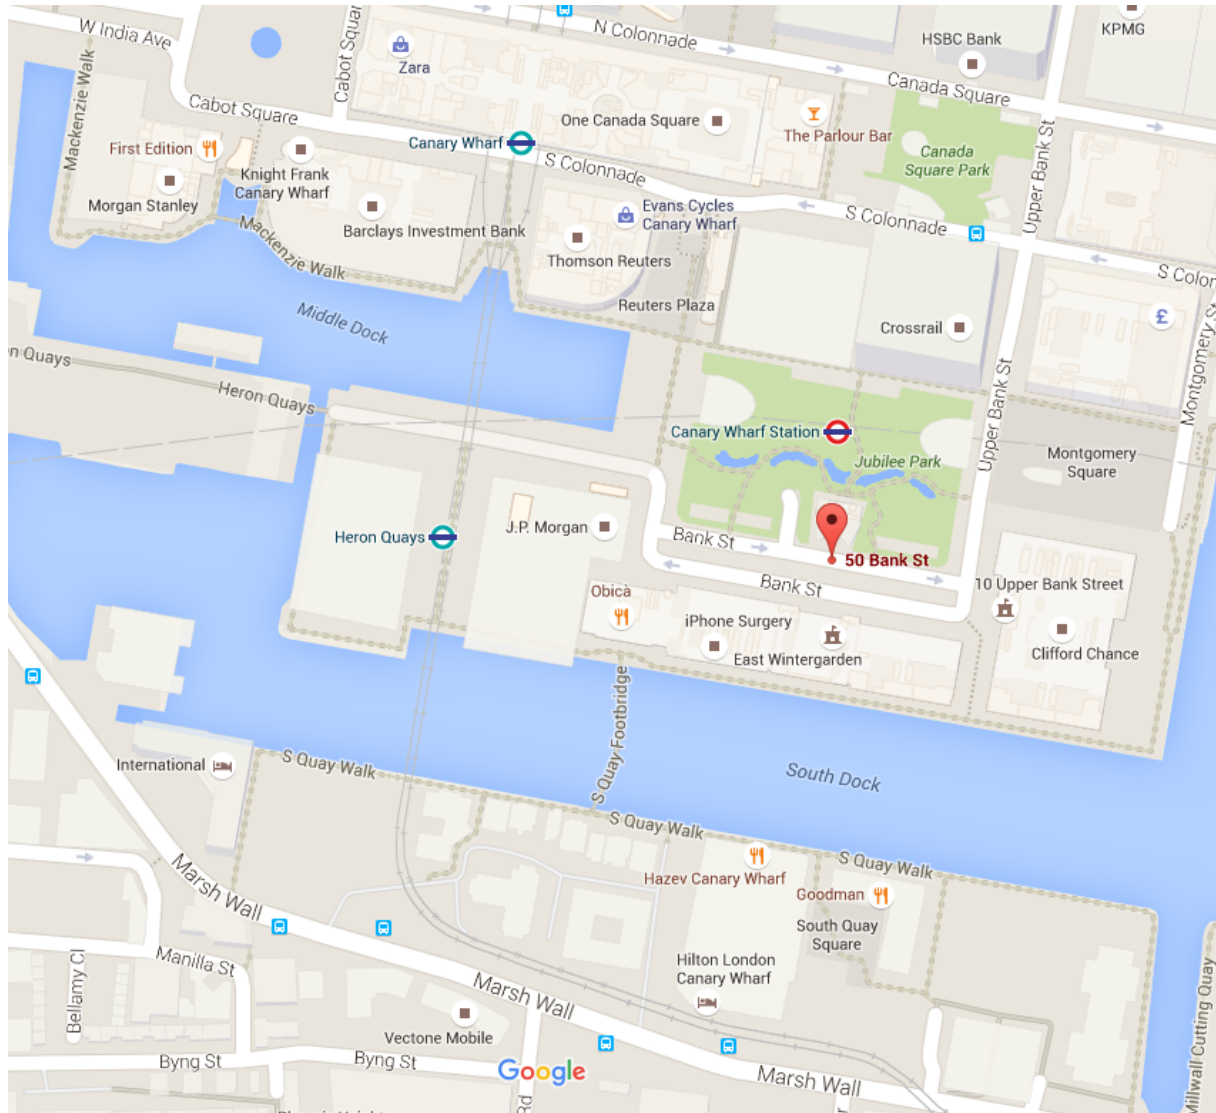 W India Ave
Mackenzie Walk
Cabot Square
Cabot Squar
Zara
N Colonnade
HSBC Bank
KPMG
Canada Square
One Canada Square
The Parlour Bar
Canada
Square Park
Upper Bank St
First Edition
Knight Frank
Canary Wharf
Morgan Stanley
Canary Wharf
S Colonnade
Barclays Investment Bank
Mackenzie Walk
Evans Cycles
Canary Wharf
Thomson Reuters
Reuters Plaza
S Colonnade
S Colon
Crossrail
£
Montgomery St
Middle Dock
n Quays
Heron Quays
Canary Wharf Station
Jubilee Park
Upper Bank St
Montgomery
Square
J.P. Morgan
Heron Quays
Bank St
50 Bank St
Bank St
10 Upper Bank Street
Obicà
iPhone Surgery
East Wintergarden
Clifford Chance
S Quay Footbridge
International
S Quay Walk
South Dock
S Quay Walk
S Quay Walk
Hazev Canary Wharf
Goodman
South Quay
Square
Marsh Wall
Manilla St
Bellamy Cl
Hilton London
Canary Wharf
Marsh Wall
Vectone Mobile
Byng St
Byng St
Google
Marsh Wall
Rd
Millwall Cutting Quay